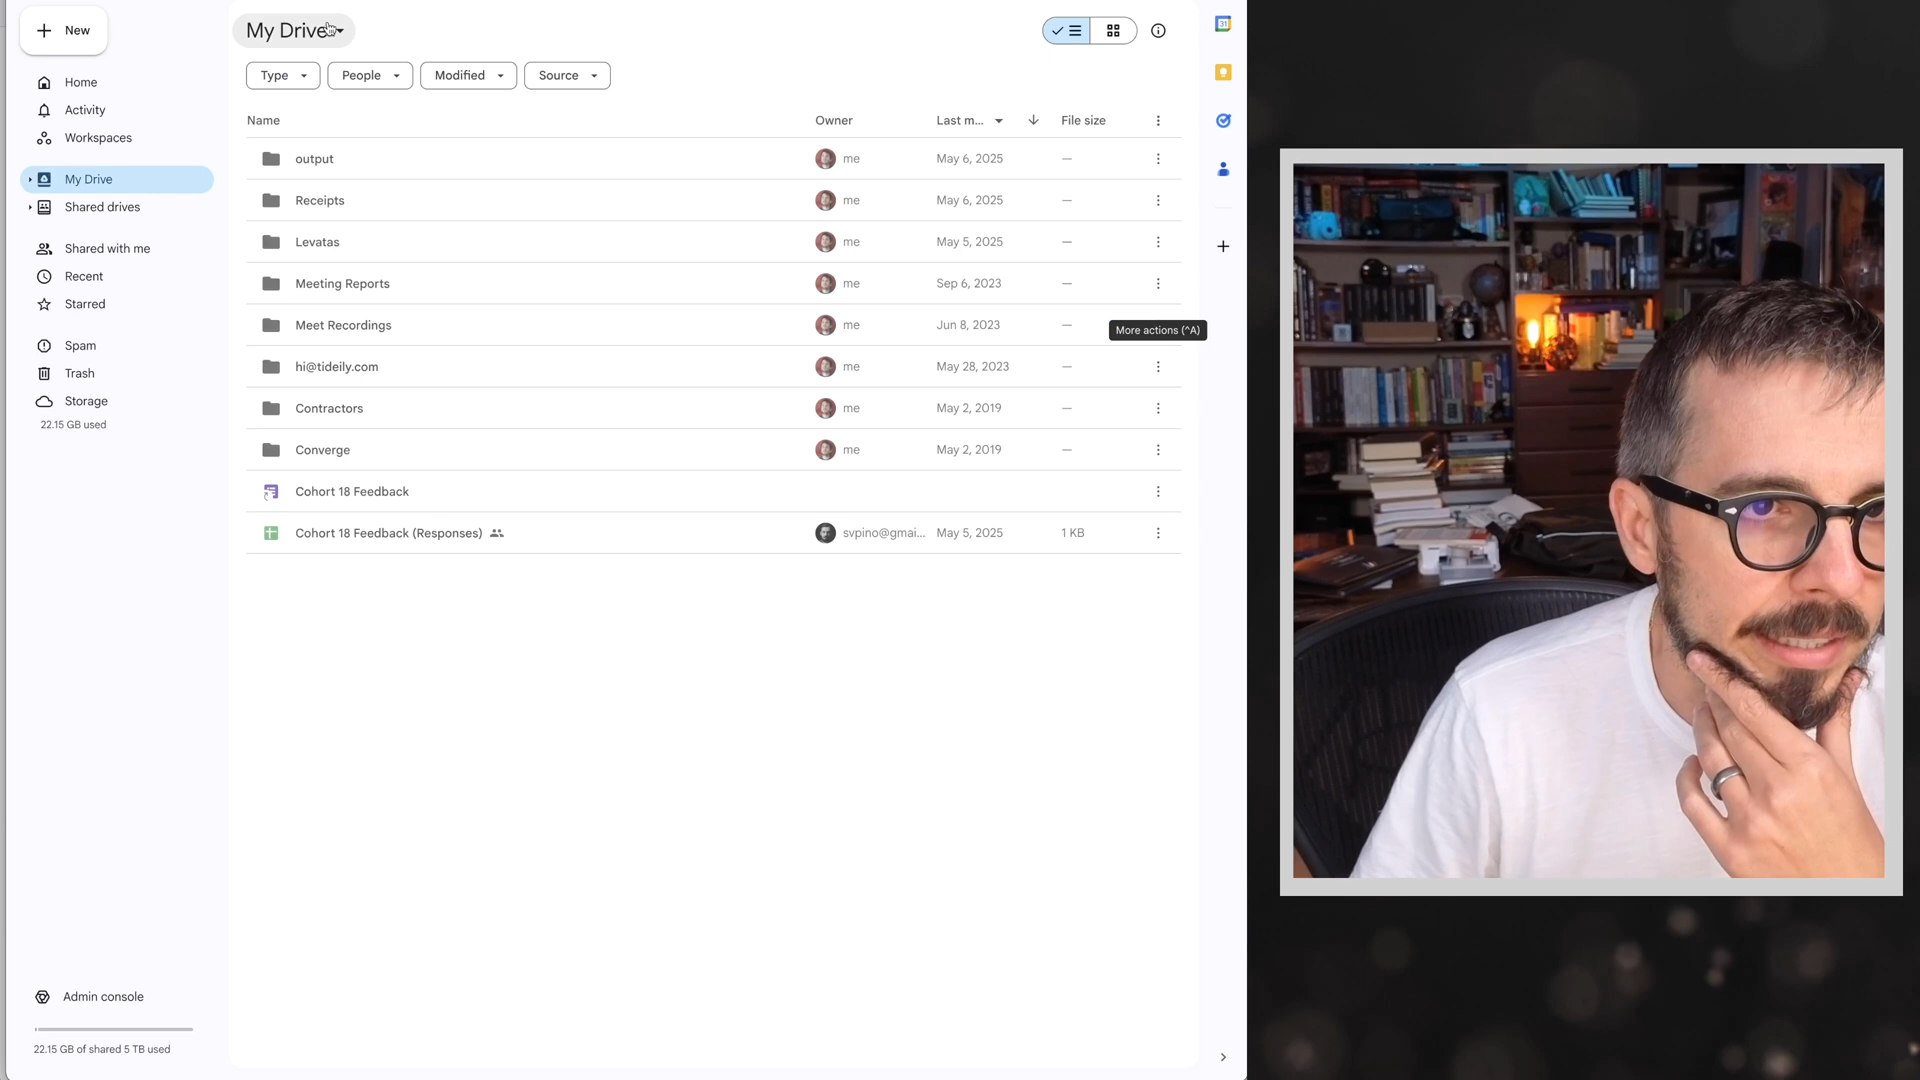 New
My Drive
Home
Activity
Workspaces
My Drive
Shared drives
Shared with me
Recent
Starred
Spam
Trash
Storage
22.15 GB used
Admin console
22.15 GB of shared 5 TB used
Type People Modified Source
Name Owner Last m... File size
output me May 6, 2025 —
Receipts me May 6, 2025 —
Levatas me May 5, 2025 —
Meeting Reports me Sep 6, 2023 —
Meet Recordings me Jun 8, 2023 —
More actions (^A)
hi@tideily.com me May 28, 2023 —
Contractors me May 2, 2019 —
Converge me May 2, 2019 —
Cohort 18 Feedback
Cohort 18 Feedback (Responses) svpino@gmai... May 5, 2025 1 KB
31